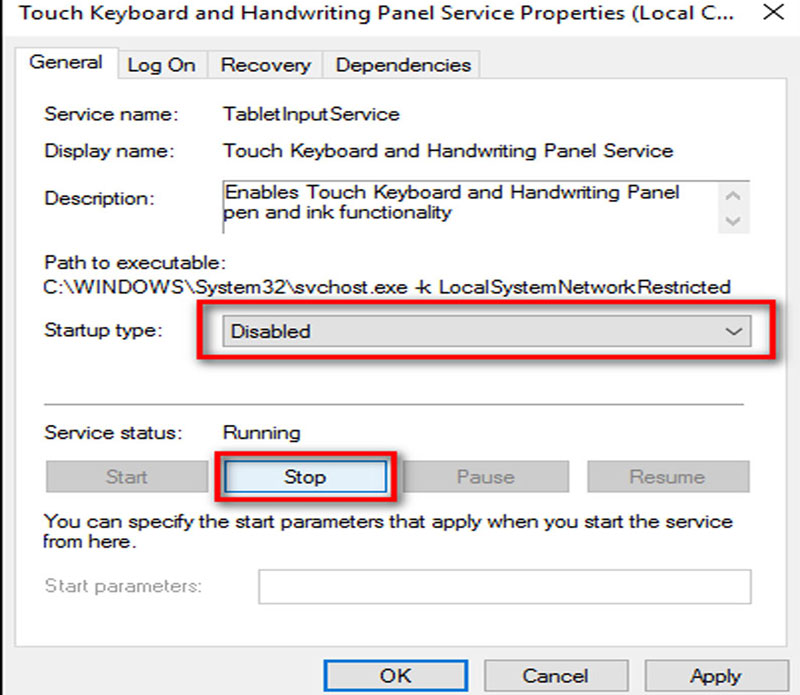 Touch Keyboard and Handwriting Panel Service Properties (Local C...
General Log On Recovery Dependencies
Service name: TabletInputService
Display name: Touch Keyboard and Handwriting Panel Service
Description: Enables Touch Keyboard and Handwriting Panel
pen and ink functionality
Path to executable:
C:\WINDOWS\System32\svchost.exe -k LocalSystemNetworkRestricted
Startup type: Disabled
Service status: Running
Start Stop Pause Resume
You can specify the start parameters that apply when you start the service
from here.
Start parameters:
OK Cancel Apply